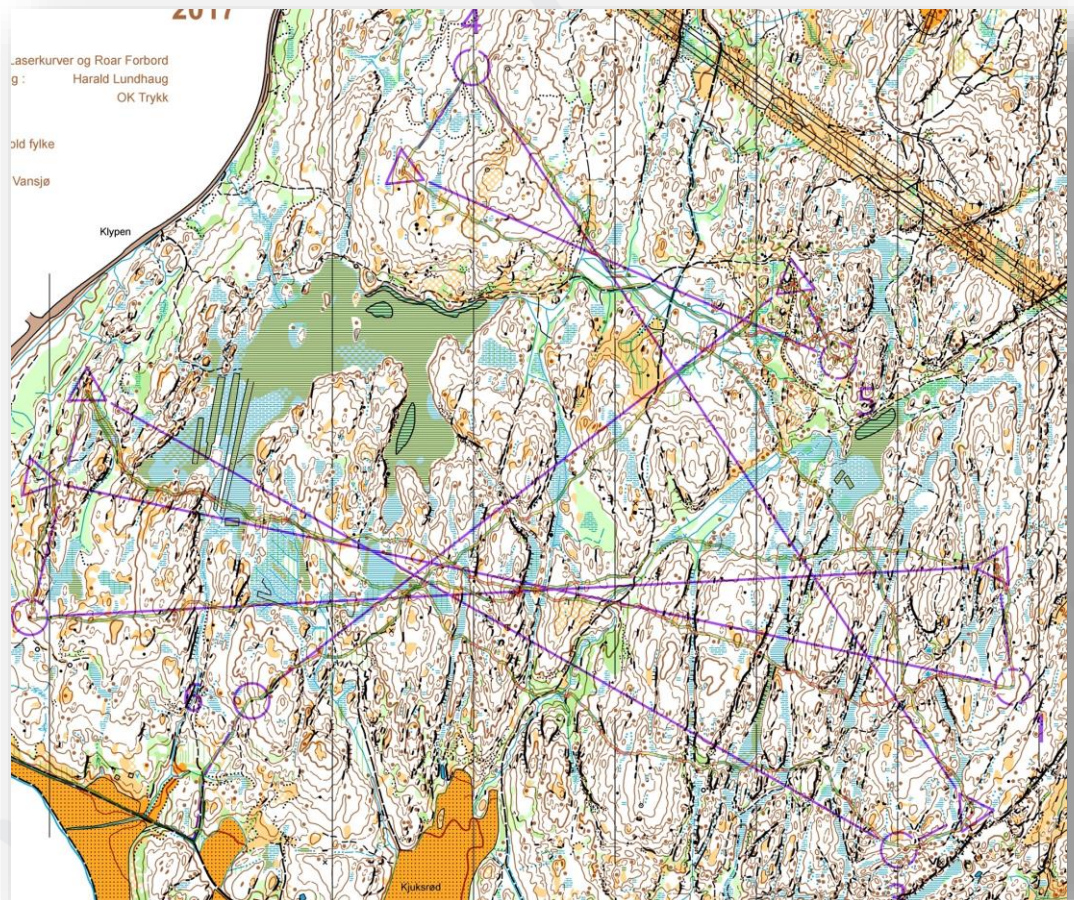 2017
Laserkurver og Roar Forbord
g : Harald Lundhaug
OK Trykk
old fylke
Vansjø
Klypen
4
5
6
1
Kjuksrød